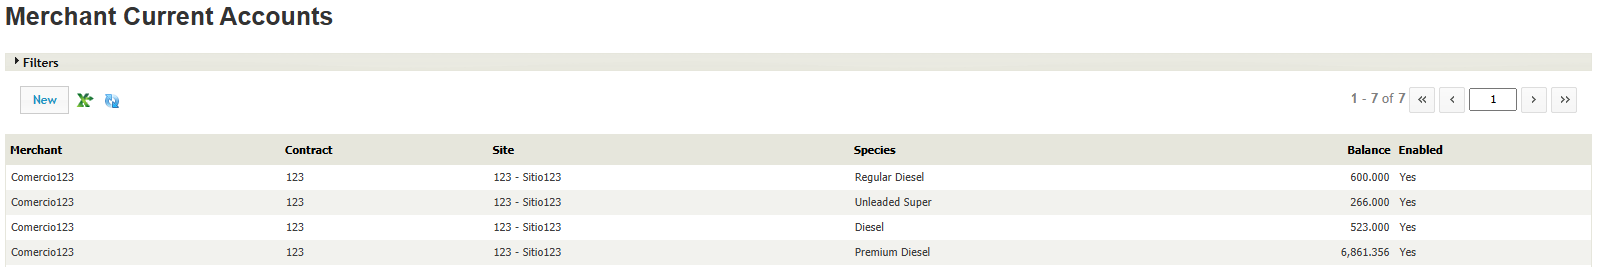 Merchant Current Accounts
Filters
New 1 - 7 of 7 1
Merchant Contract Site Species Balance Enabled
Comercio123 123 123 - Sitio123 Regular Diesel 600.000 Yes
Comercio123 123 123 - Sitio123 Unleaded Super 266.000 Yes
Comercio123 123 123 - Sitio123 Diesel 523.000 Yes
Comercio123 123 123 - Sitio123 Premium Diesel 6,861.356 Yes